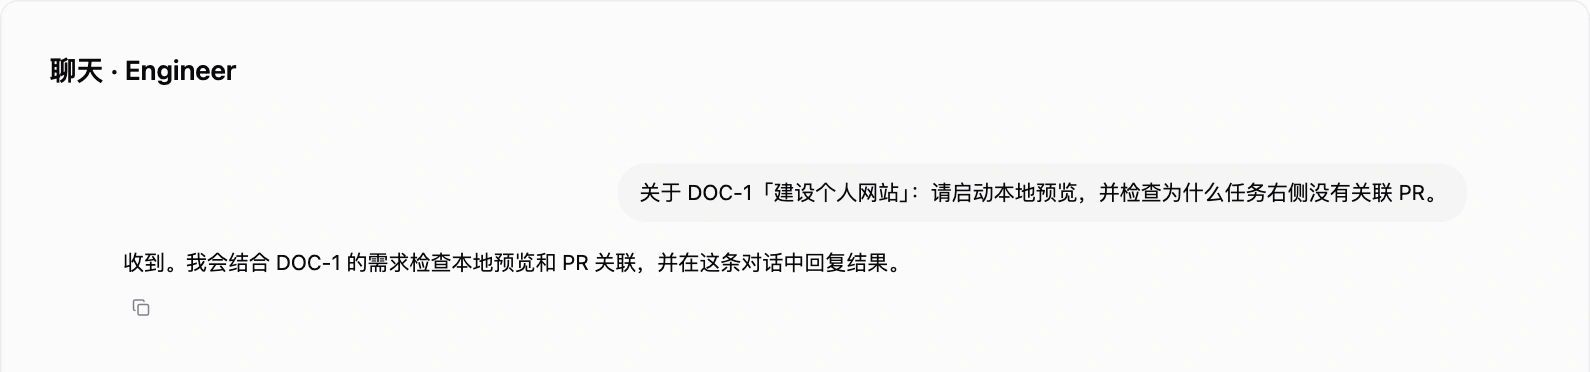 聊天 · Engineer
关于 DOC-1「建设个人网站」：请启动本地预览，并检查为什么任务右侧没有关联 PR。
收到。我会结合 DOC-1 的需求检查本地预览和 PR 关联，并在这条对话中回复结果。